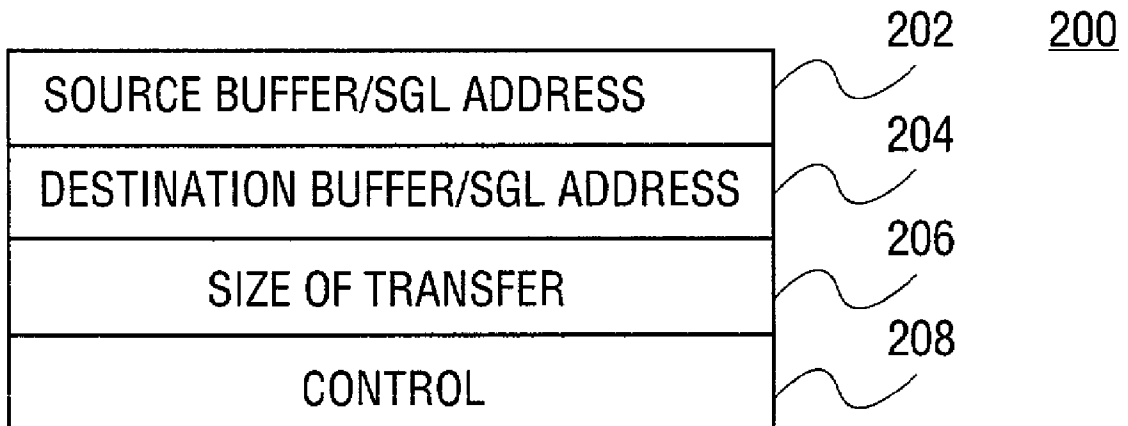 202 200
SOURCE BUFFER/SGL ADDRESS
204
DESTINATION BUFFER/SGL ADDRESS
206
SIZE OF TRANSFER
208
CONTROL